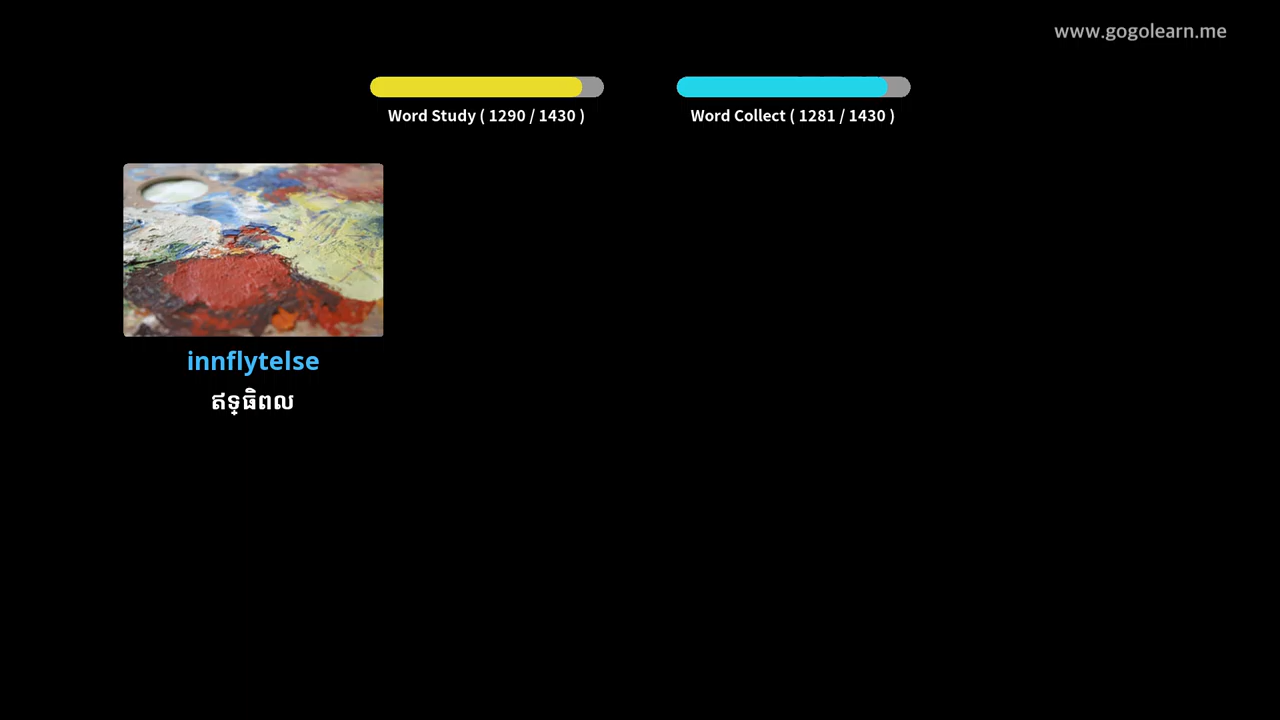 www.gogolearn.me
Word Study ( 1290 / 1430 )
Word Collect ( 1281 / 1430 )
innflytelse
ឥទ្ធិពល